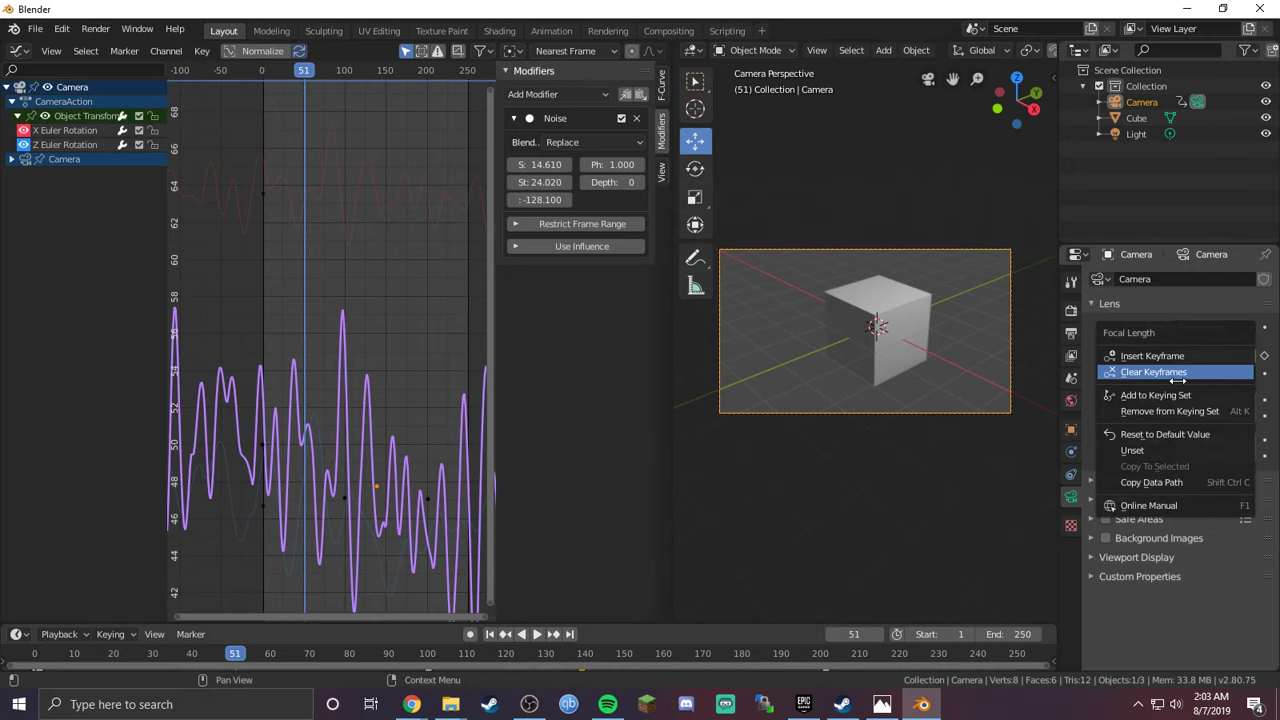 Blender
File Edit Render Window Help Layout Modeling Sculpting UV Editing Texture Paint Shading Animation Rendering Compositing Scripting Scene View Layer
View Select Marker Channel Key Normalize Nearest Frame Object Mode View Select Add Object Global
-100 0 51 100 200 250
Camera
CameraAction
Object Transform
X Euler Rotation
Z Euler Rotation
Camera
68
66
64
62
60
58
56
54
52
50
48
46
44
42
Modifiers
Add Modifier
Noise
Blend.. Replace
S: 14.610 Ph: 1.000
St: 24.020 Depth: 0
: -128.100
Restrict Frame Range
Use Influence
F-Curve
Modifiers
View
Camera Perspective
(51) Collection | Camera
Z
Y
X
Scene Collection
Collection
Camera
Cube
Light
Camera Camera
Camera
Lens
Focal Length
Insert Keyframe
Clear Keyframes
Add to Keying Set
Remove from Keying Set Alt K
Reset to Default Value
Unset
Copy To Selected
Copy Data Path Shift Ctrl C
Online Manual F1
Safe Areas
Background Images
Viewport Display
Custom Properties
Playback Keying View Marker 51 Start: 1 End: 250
0 10 20 30 40 51 60 70 80 90 100 110 120 130 140 150 160 170 180 190 200 210 220 230 240 250
Pan View Context Menu Collection | Camera | Verts:8 | Faces:6 | Tris:12 | Objects:1/3 | Mem: 33.8 MB | v2.80.75
Type here to search
2:03 AM
8/7/2019
4